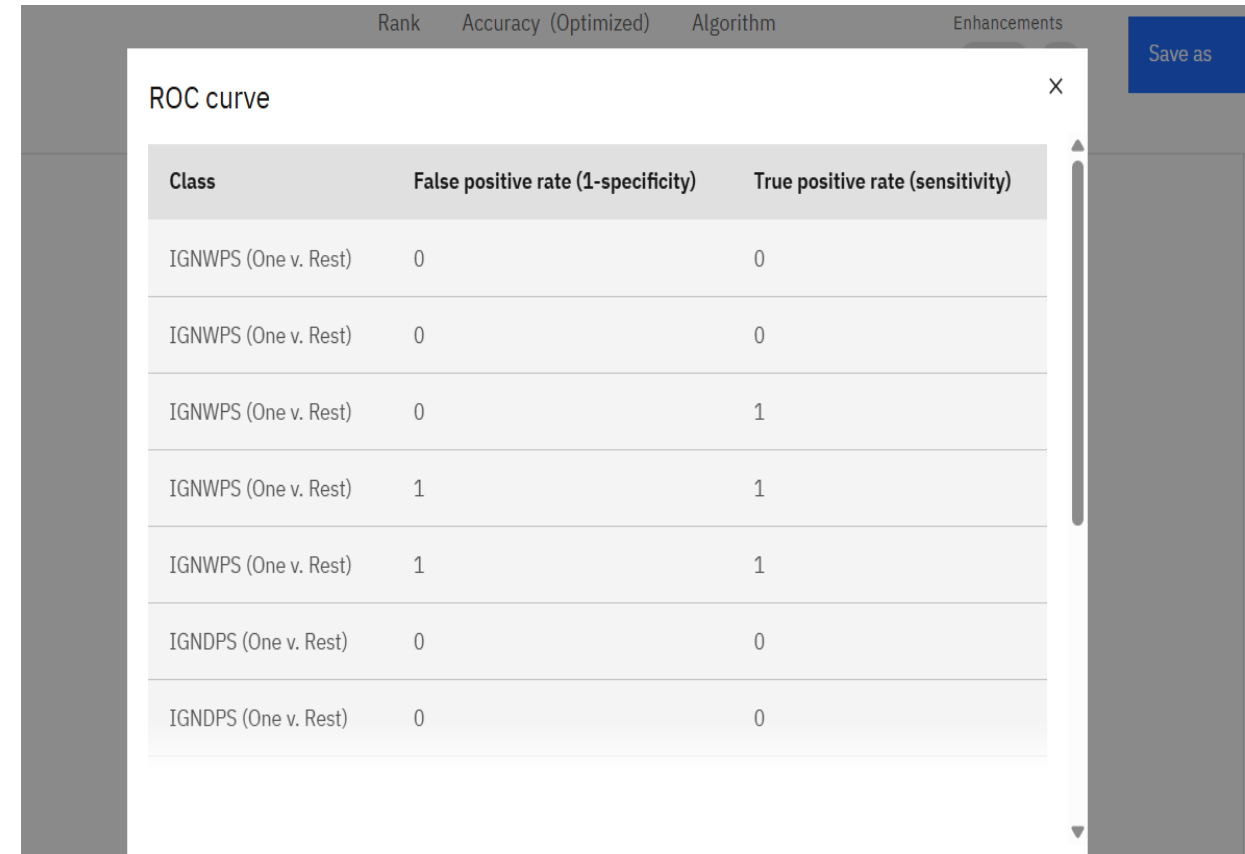 Rank Accuracy (Optimized) Algorithm Enhancements
Save as
ROC curve
Class False positive rate (1-specificity) True positive rate (sensitivity)
IGNWPS (One v. Rest) 0 0
IGNWPS (One v. Rest) 0 0
IGNWPS (One v. Rest) 0 1
IGNWPS (One v. Rest) 1 1
IGNWPS (One v. Rest) 1 1
IGNDPS (One v. Rest) 0 0
IGNDPS (One v. Rest) 0 0